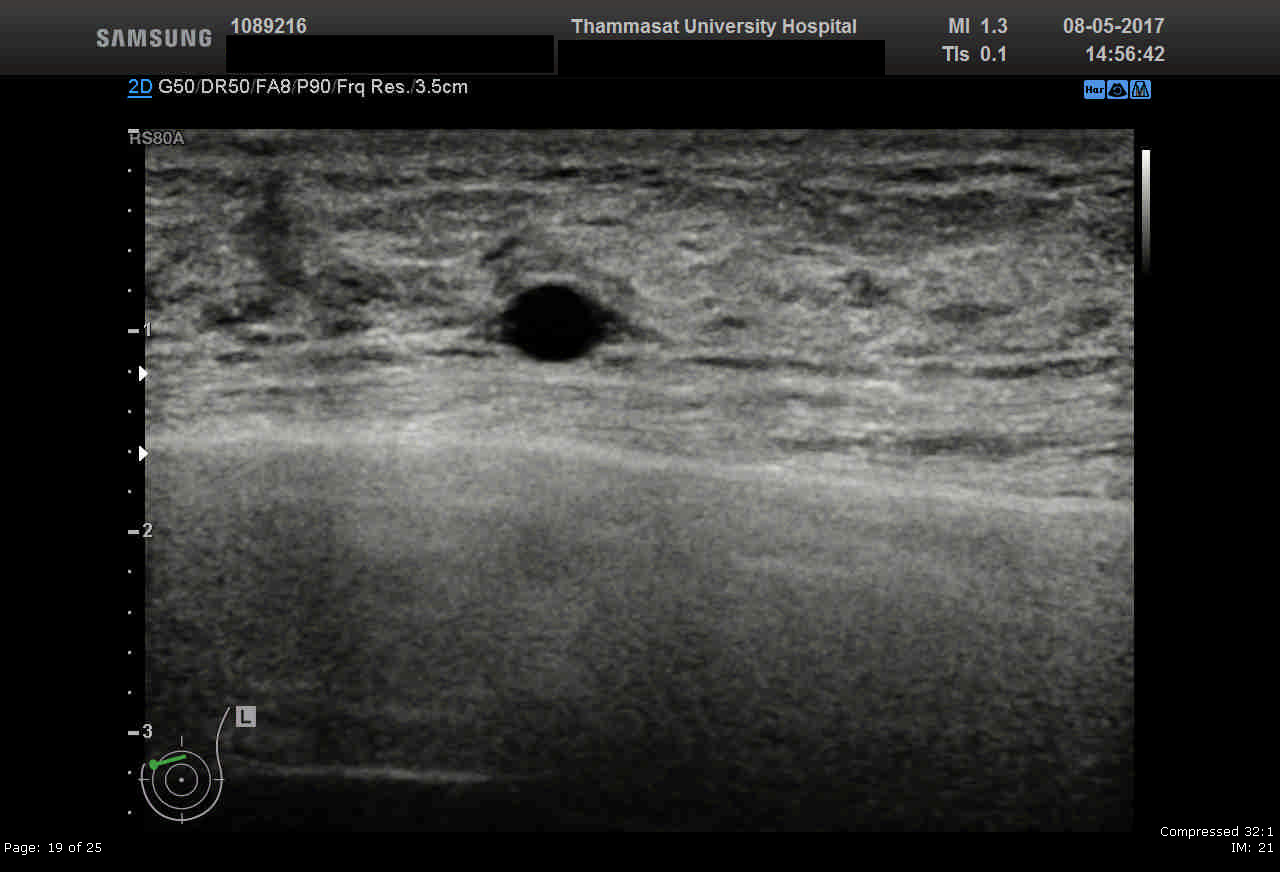 SAMSUNG
1089216
Thammasat University Hospital
MI 1.3
08-05-2017
TIs 0.1
14:56:42
2D G50/DR50/FA8/P90/Frq Res./3.5cm
Har
M
RS80A
1
2
3
L
Compressed 32:1
Page: 19 of 25
IM: 21